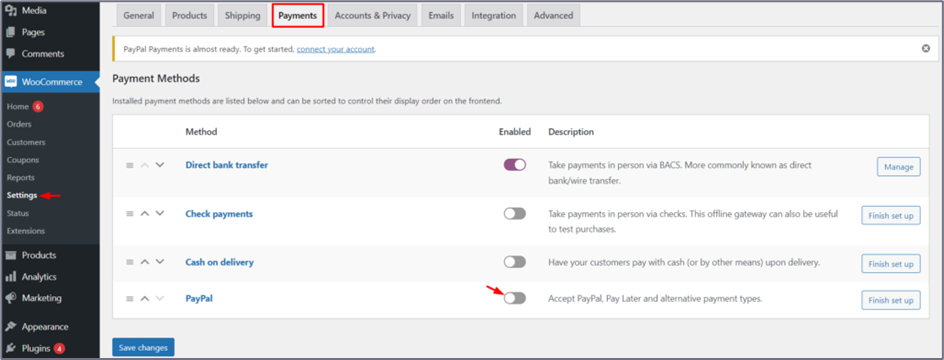 Media
Pages
Comments
WooCommerce
Home 6
Orders
Customers
Coupons
Reports
Settings
Status
Extensions
Products
Analytics
Marketing
Appearance
Plugins 4
General Products Shipping Payments Accounts & Privacy Emails Integration Advanced
PayPal Payments is almost ready. To get started, connect your account.
Payment Methods
Installed payment methods are listed below and can be sorted to control their display order on the frontend.
Method Enabled Description
Direct bank transfer Take payments in person via BACS. More commonly known as direct
bank/wire transfer.
Manage
Check payments Take payments in person via checks. This offline gateway can also be useful
to test purchases.
Finish set up
Cash on delivery Have your customers pay with cash (or by other means) upon delivery. Finish set up
PayPal Accept PayPal, Pay Later and alternative payment types. Finish set up
Save changes